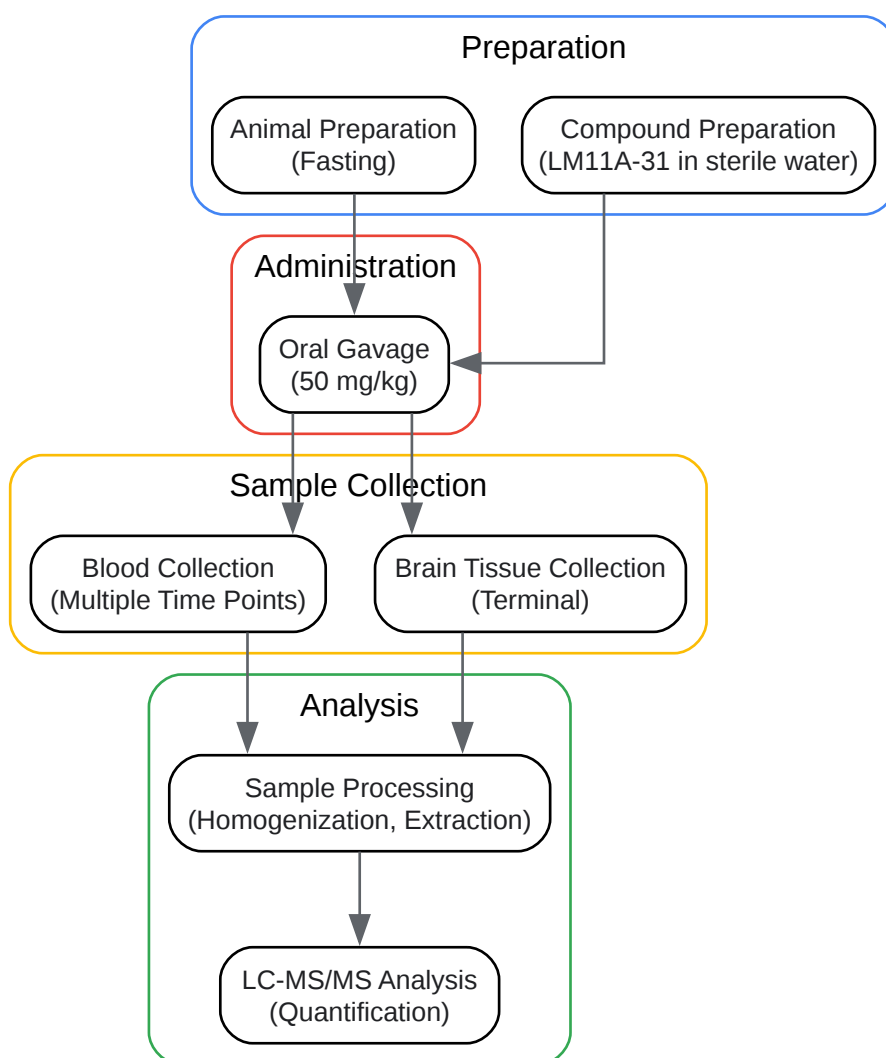 Preparation
Animal Preparation
(Fasting)
Compound Preparation
(LM11A-31 in sterile water)
Administration
Oral Gavage
(50 mg/kg)
Sample Collection
Blood Collection
(Multiple Time Points)
Brain Tissue Collection
(Terminal)
Analysis
Sample Processing
(Homogenization, Extraction)
LC-MS/MS Analysis
(Quantification)